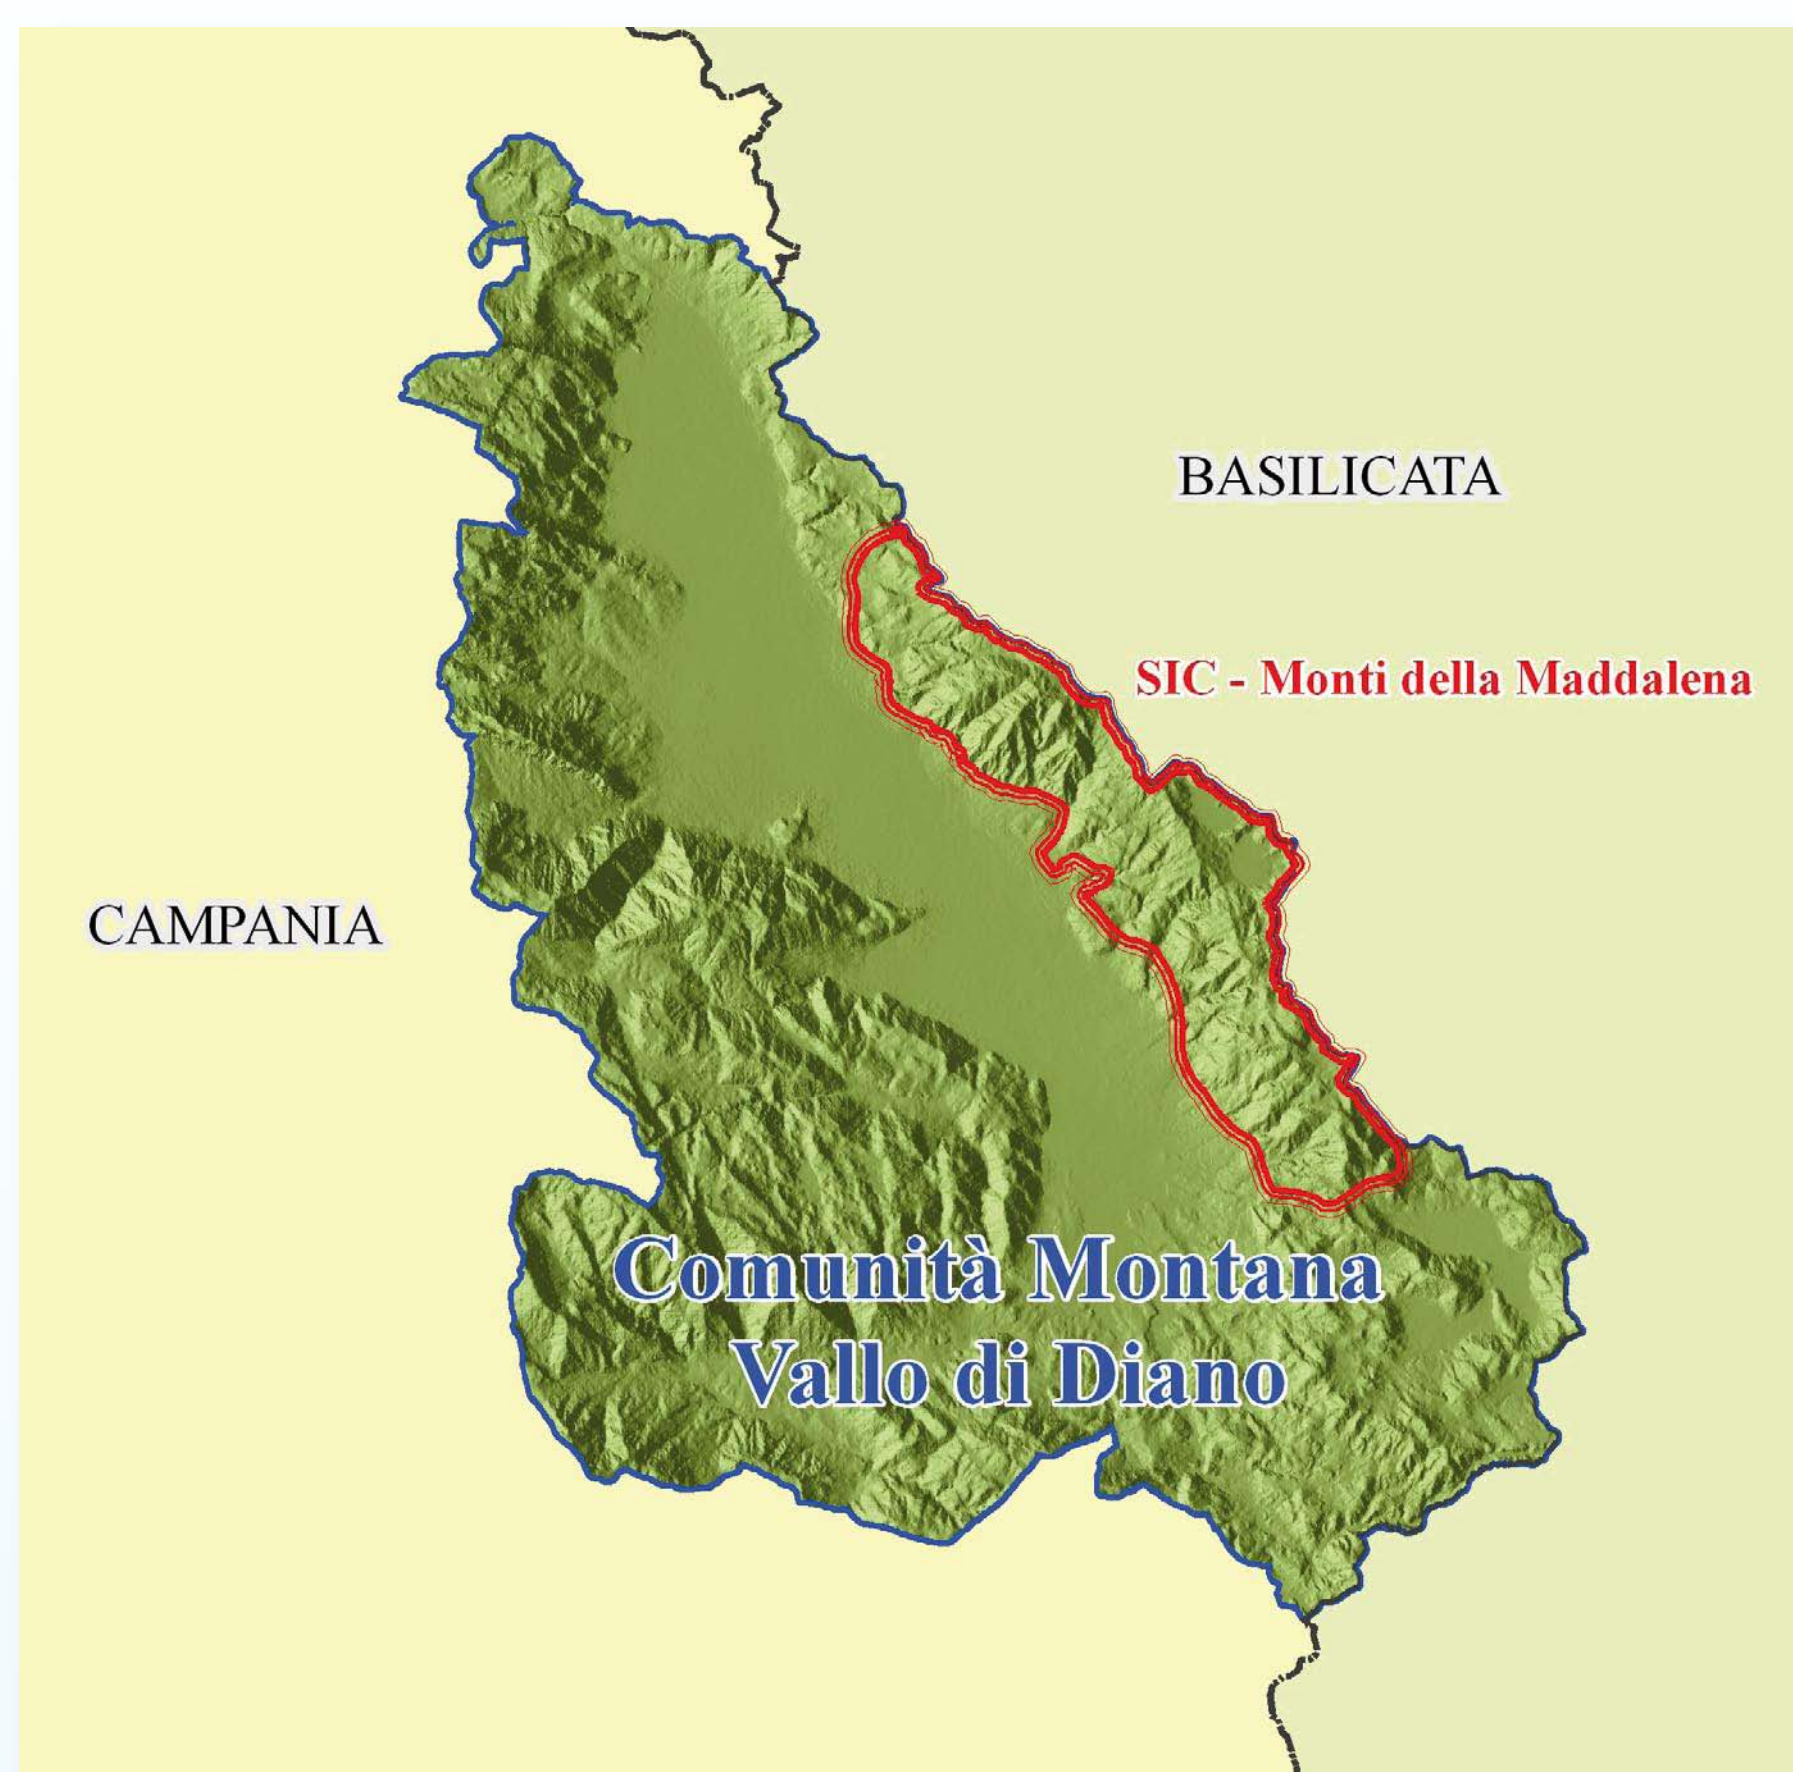 BASILICATA
SIC - Monti della Maddalena
CAMPANIA
Comunità Montana
Vallo di Diano